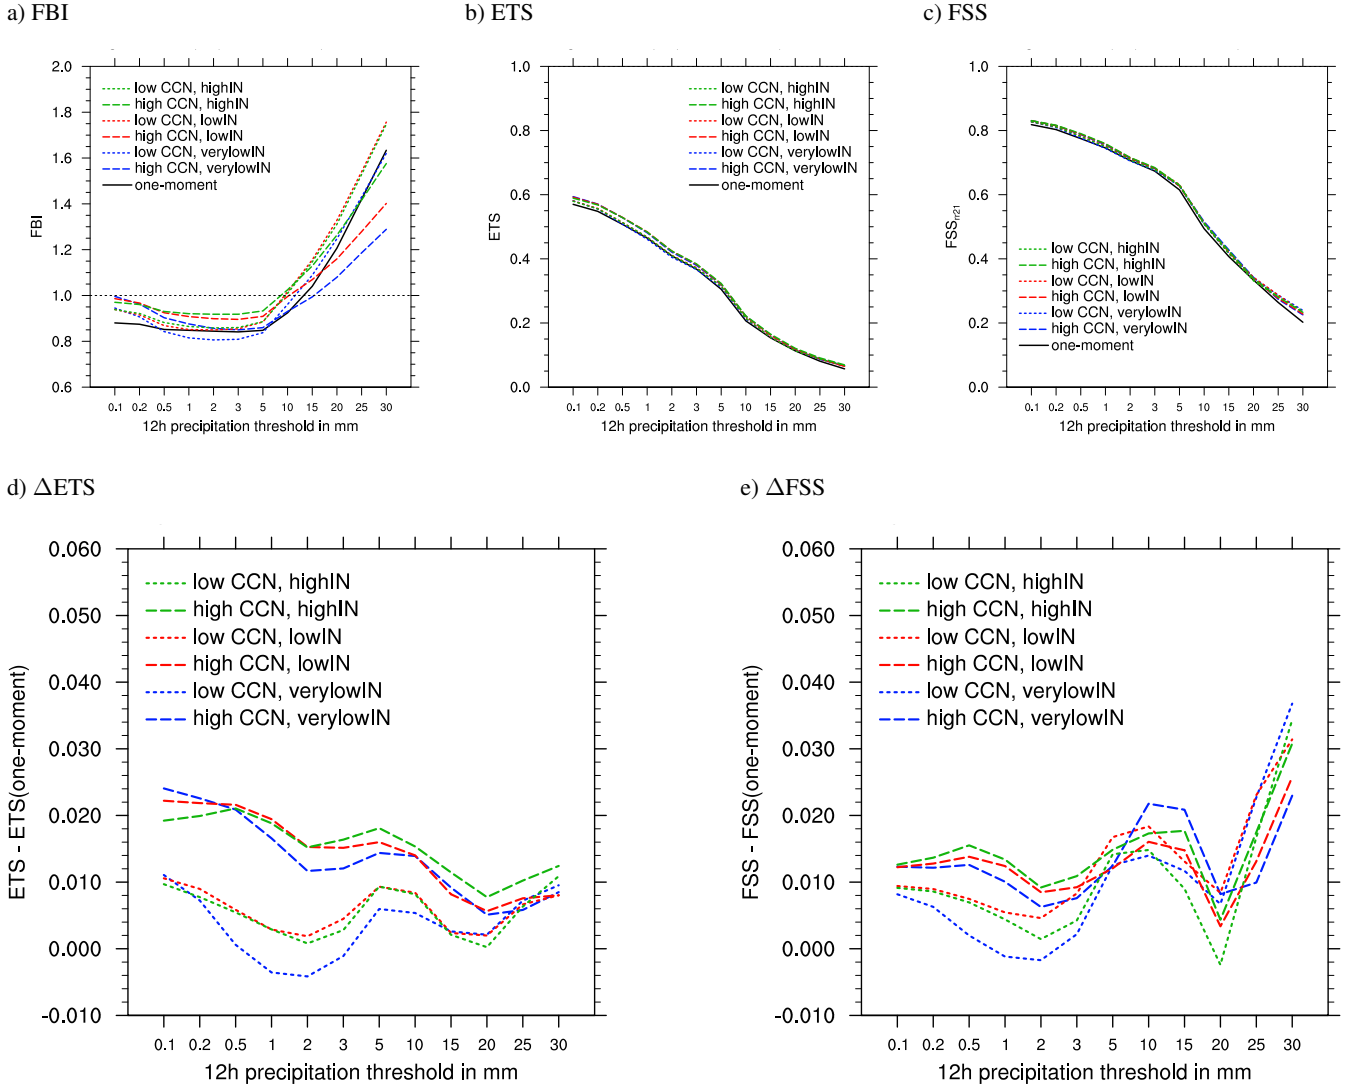 a) FBI
b) ETS
c) FSS
2.0
1.8
1.6
1.4
1.2
1.0
0.8
0.6
FBI
low CCN, highIN
high CCN, highIN
low CCN, lowIN
high CCN, lowIN
low CCN, verylowIN
high CCN, verylowIN
one-moment
0.1 0.2 0.5 1 2 3 5 10 15 20 25 30
12h precipitation threshold in mm
1.0
0.8
0.6
0.4
0.2
0.0
ETS
low CCN, highIN
high CCN, highIN
low CCN, lowIN
high CCN, lowIN
low CCN, verylowIN
high CCN, verylowIN
one-moment
0.1 0.2 0.5 1 2 3 5 10 15 20 25 30
12h precipitation threshold in mm
1.0
0.8
0.6
0.4
0.2
0.0
FSSrr21
low CCN, highIN
high CCN, highIN
low CCN, lowIN
high CCN, lowIN
low CCN, verylowIN
high CCN, verylowIN
one-moment
0.1 0.2 0.5 1 2 3 5 10 15 20 25 30
12h precipitation threshold in mm
d) ΔETS
e) ΔFSS
0.060
0.050
0.040
0.030
0.020
0.010
0.000
-0.010
ETS - ETS(one-moment)
low CCN, highIN
high CCN, highIN
low CCN, lowIN
high CCN, lowIN
low CCN, verylowIN
high CCN, verylowIN
0.1 0.2 0.5 1 2 3 5 10 15 20 25 30
12h precipitation threshold in mm
0.060
0.050
0.040
0.030
0.020
0.010
0.000
-0.010
FSS - FSS(one-moment)
low CCN, highIN
high CCN, highIN
low CCN, lowIN
high CCN, lowIN
low CCN, verylowIN
high CCN, verylowIN
0.1 0.2 0.5 1 2 3 5 10 15 20 25 30
12h precipitation threshold in mm